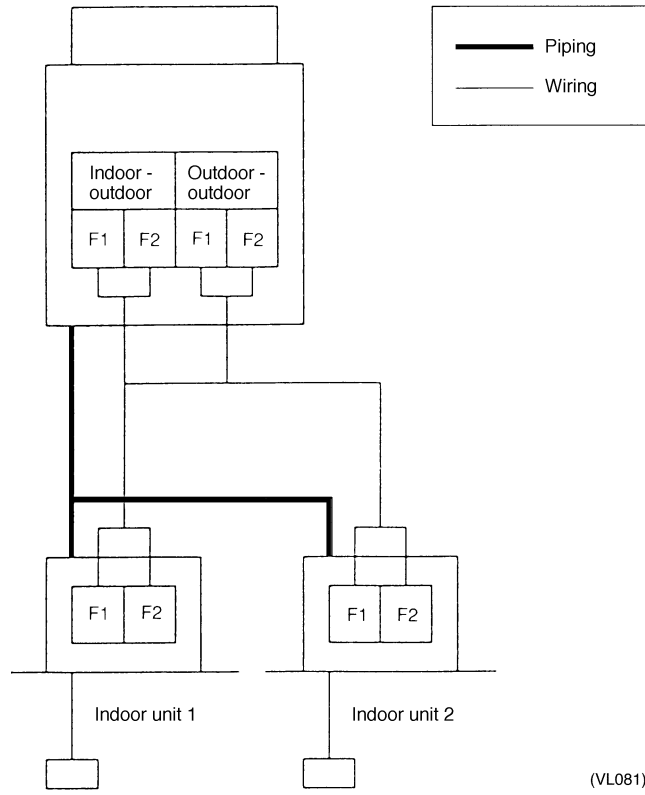 Piping
Wiring
Indoor - Outdoor -
outdoor outdoor
F1 F2 F1 F2
F1 F2 F1 F2
Indoor unit 1 Indoor unit 2
(VL081)